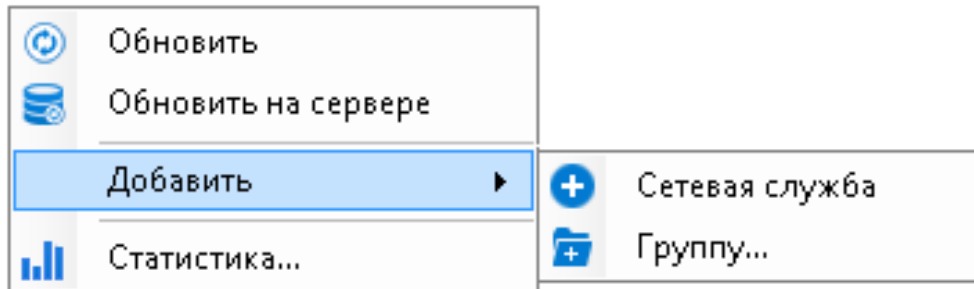 Обновить
Обновить на сервере
Добавить
Сетевая служба
Группу...
Статистика...